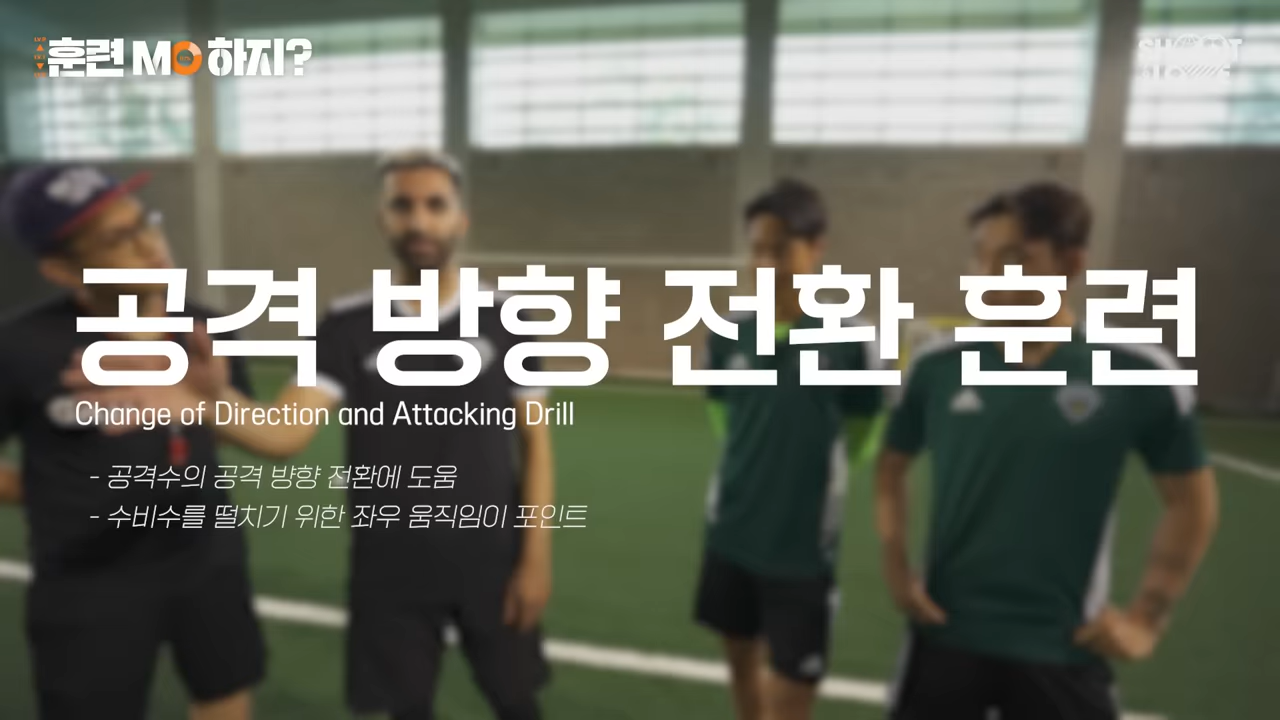 훈련 MO 하지?
공격 방향 전환 훈련
Change of Direction and Attacking Drill
- 공격수의 공격 방향 전환에 도움
- 수비수를 떨치기 위한 좌우 움직임이 포인트